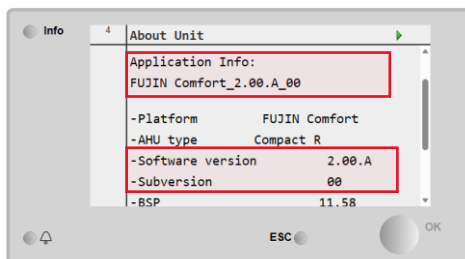 Info
4 About Unit
Application Info:
FUJIN Comfort_2.00.A_00
-Platform FUJIN Comfort
-AHU type Compact R
-Software version 2.00.A
-Subversion 00
-BSP 11.58
ESC
OK